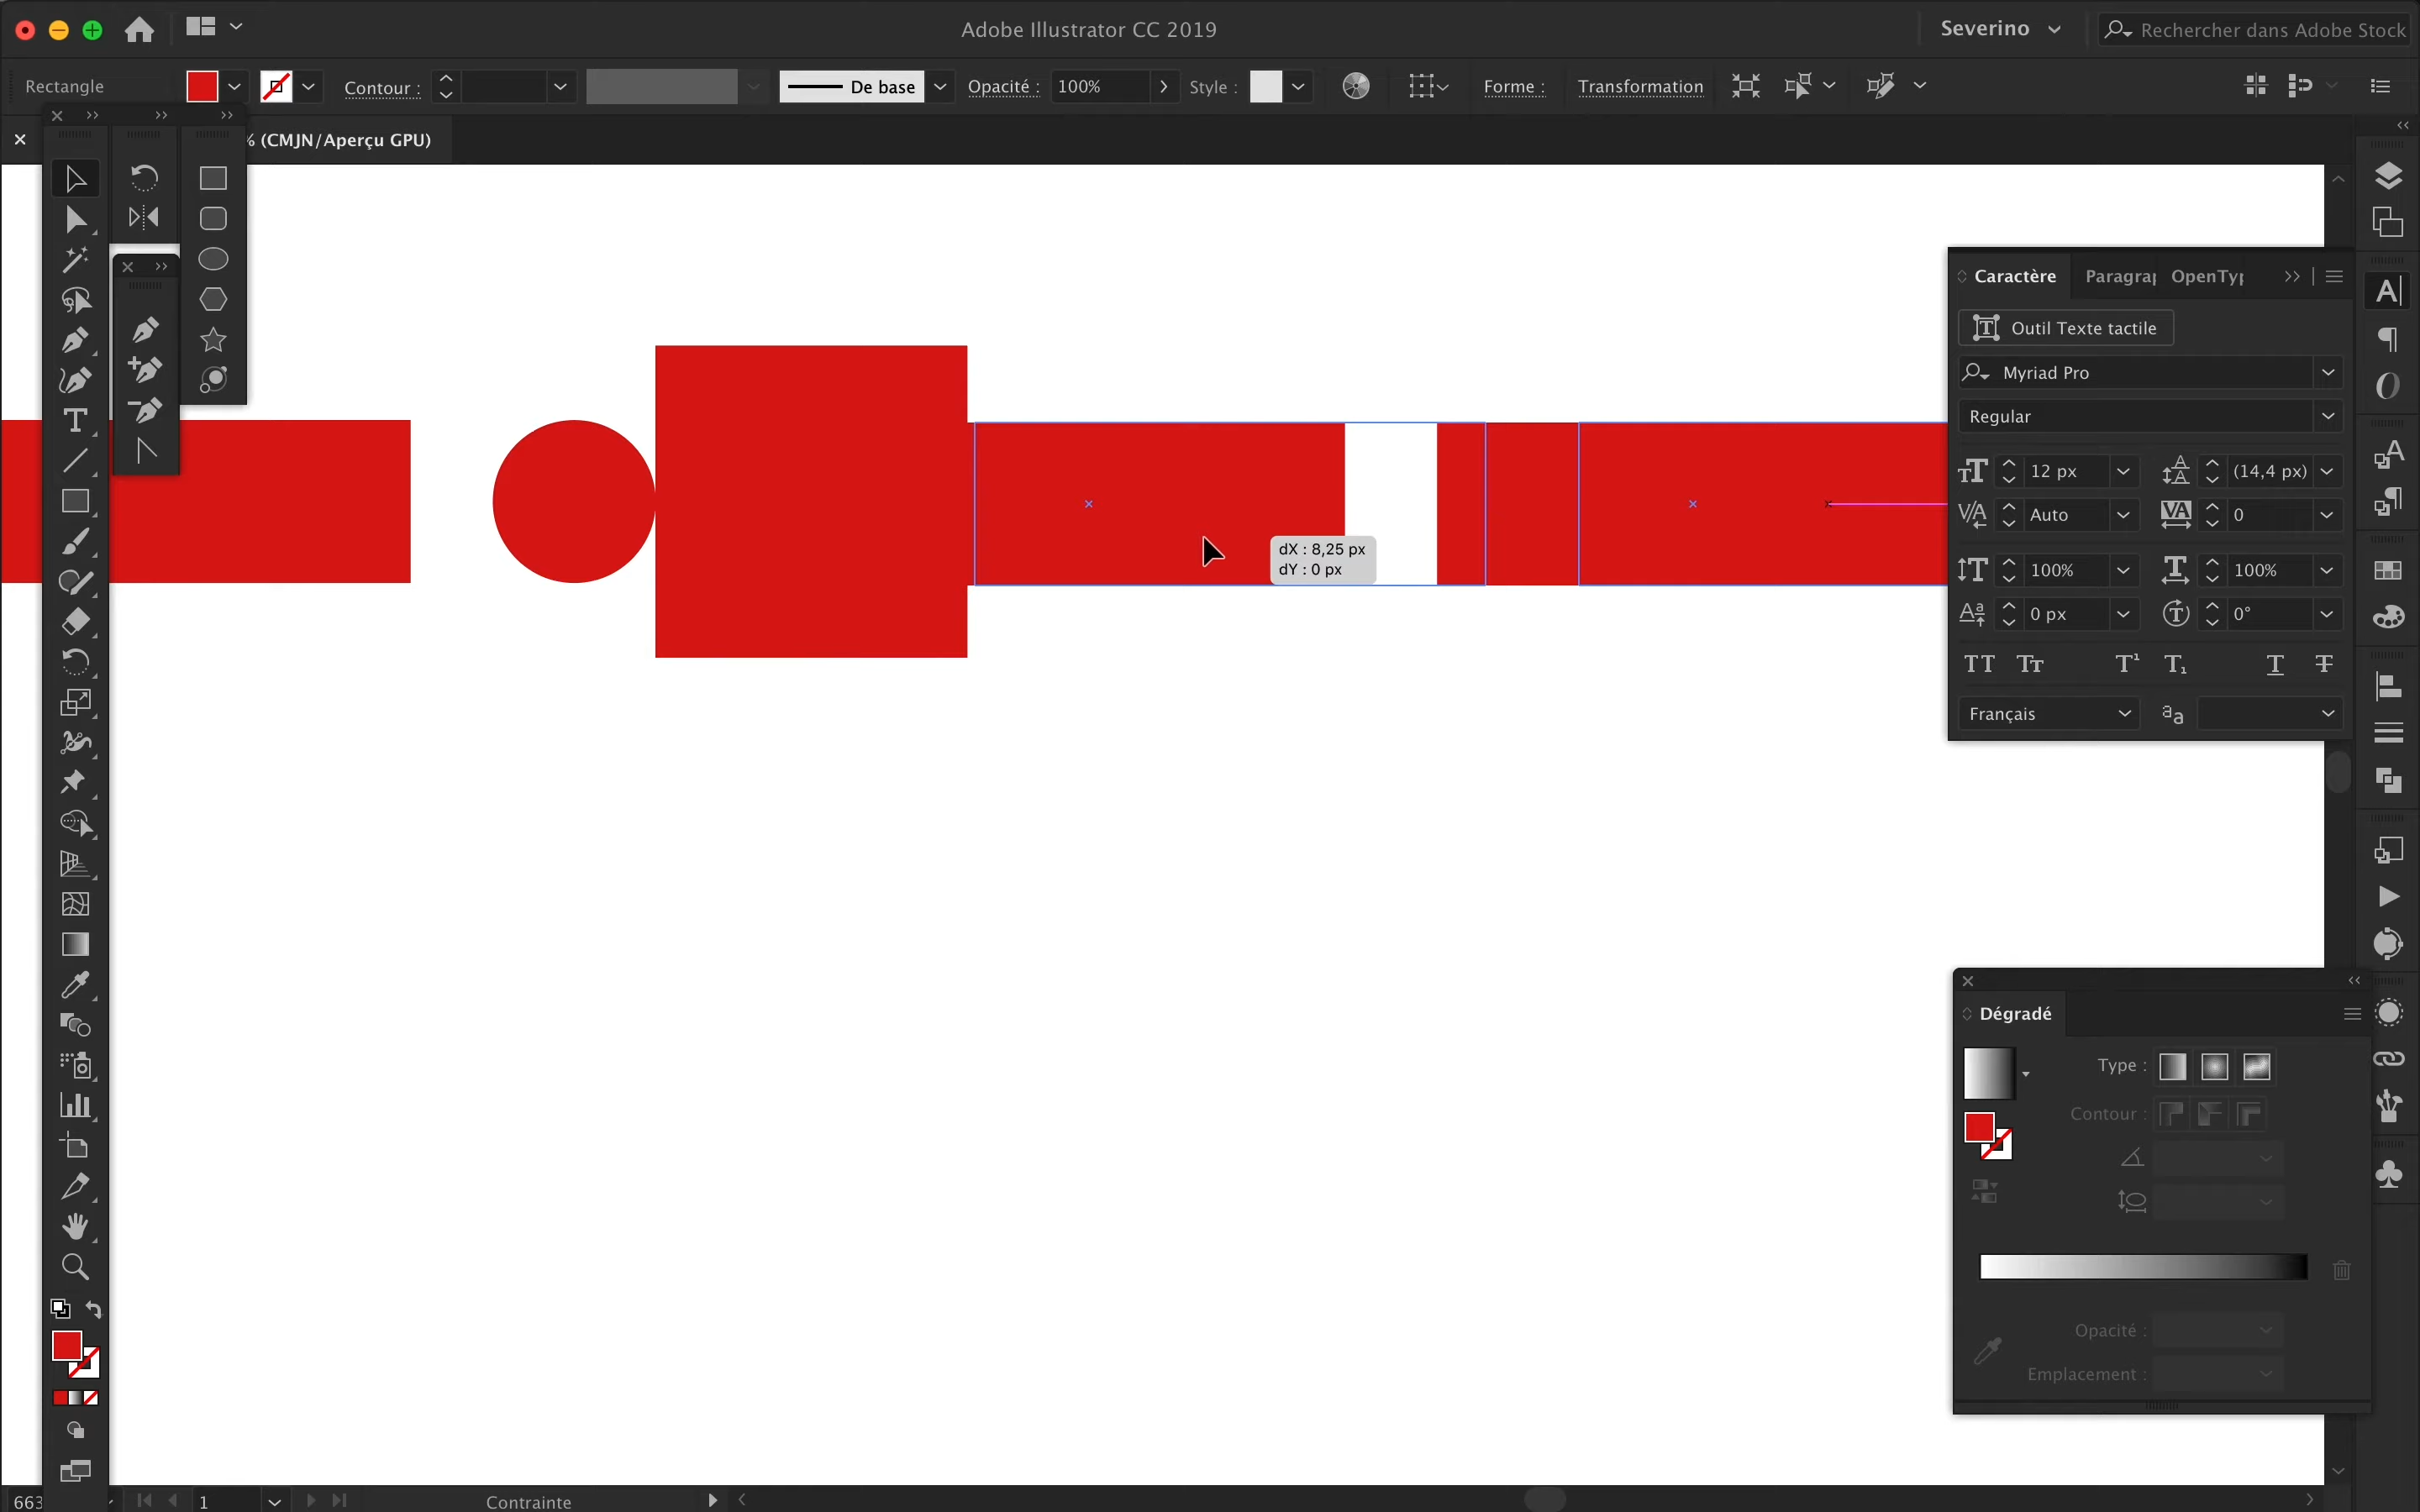 Adobe Illustrator CC 2019
Severino
Rechercher dans Adobe Stock
Rectangle
Contour :
De base
Opacité : 100%
Style :
Forme :
Transformation
% (CMJN/Aperçu GPU)
Caractère
Paragrap
OpenTyp
Outil Texte tactile
Myriad Pro
Regular
12 px
(14,4 px)
Auto
0
100%
100%
0 px
0°
Français
dX : 8,25 px
dY : 0 px
Dégradé
Type :
Contour :
Opacité :
Emplacement :
663
1
Contrainte